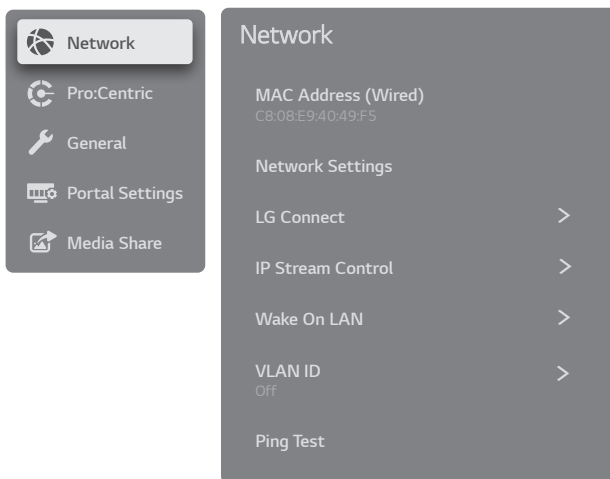 Network
Pro:Centric
General
Portal Settings
Media Share
Network
MAC Address (Wired)
C8:08:E9:40:49:F5
Network Settings
LG Connect
IP Stream Control
Wake On LAN
VLAN ID
Off
Ping Test